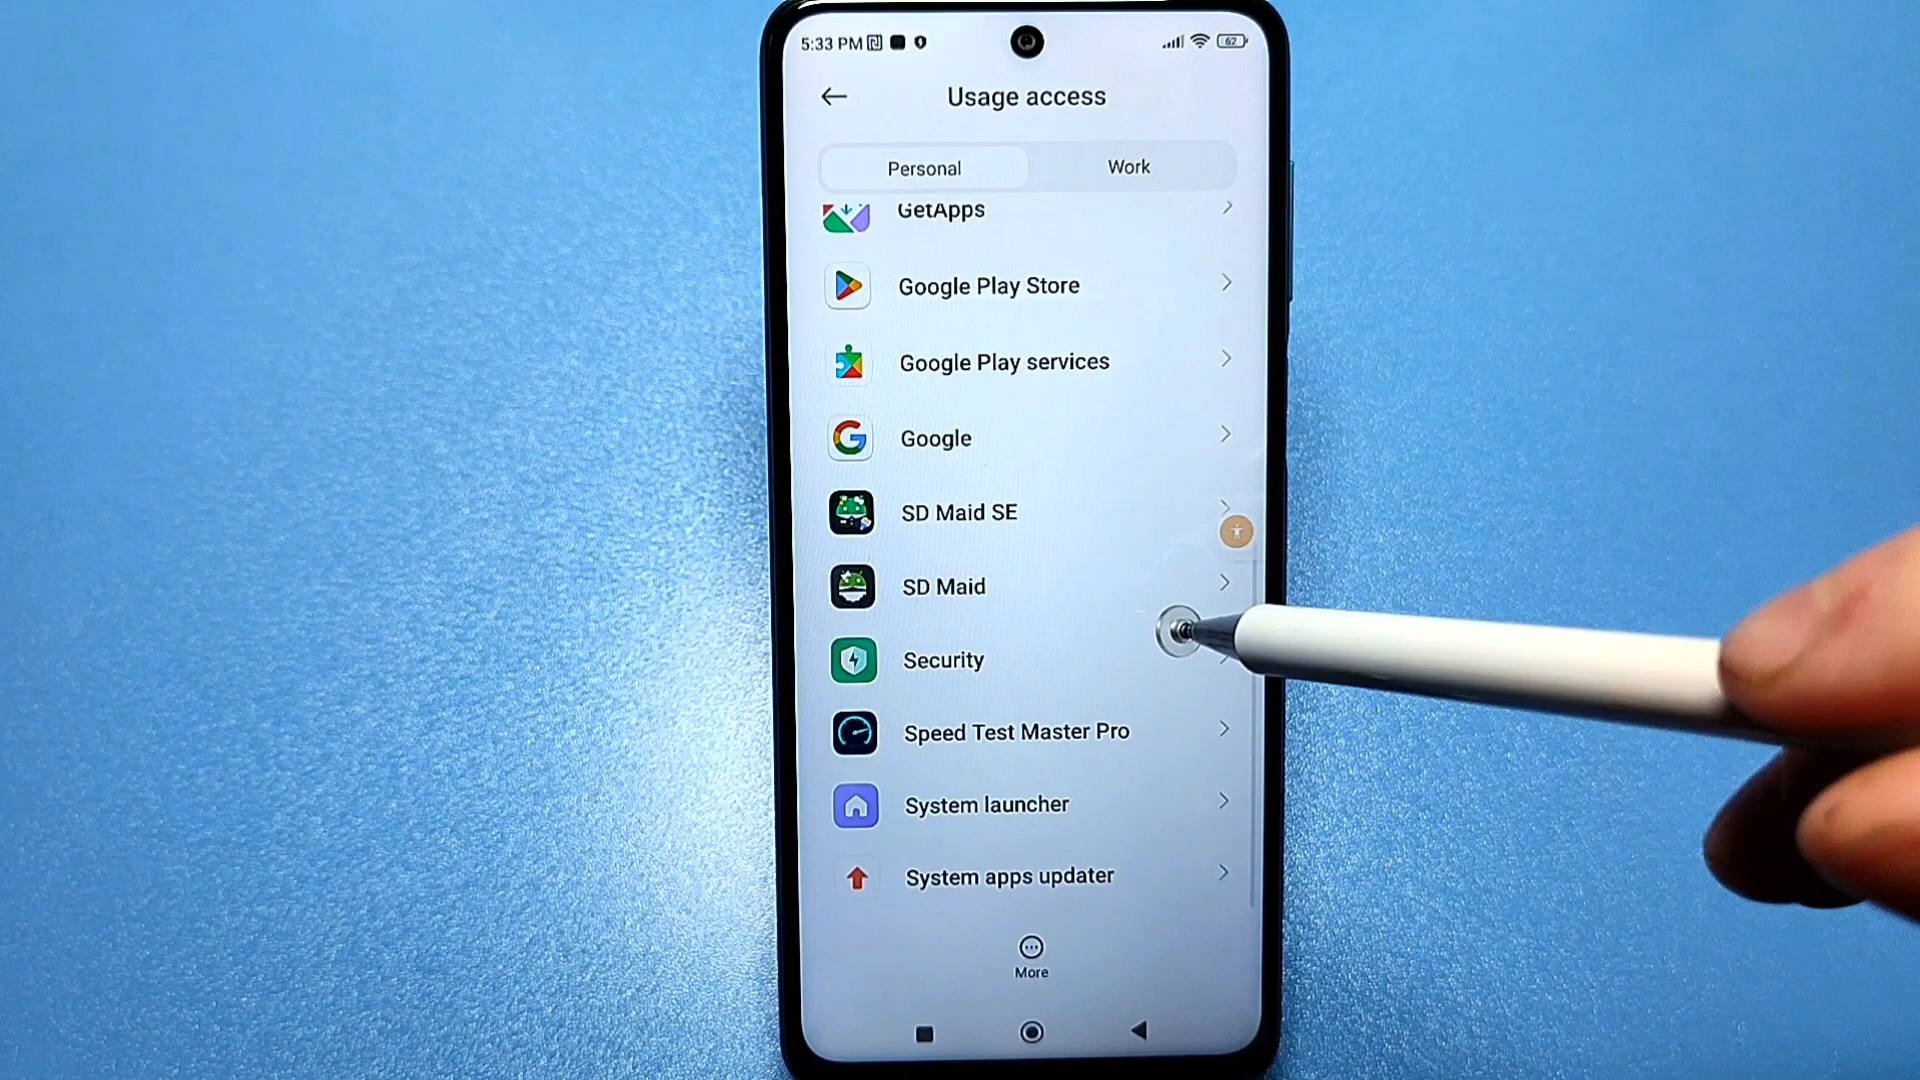 5:33 PM
62
Usage access
Personal
Work
GetApps
Google Play Store
Google Play services
Google
SD Maid SE
SD Maid
Security
Speed Test Master Pro
System launcher
System apps updater
More